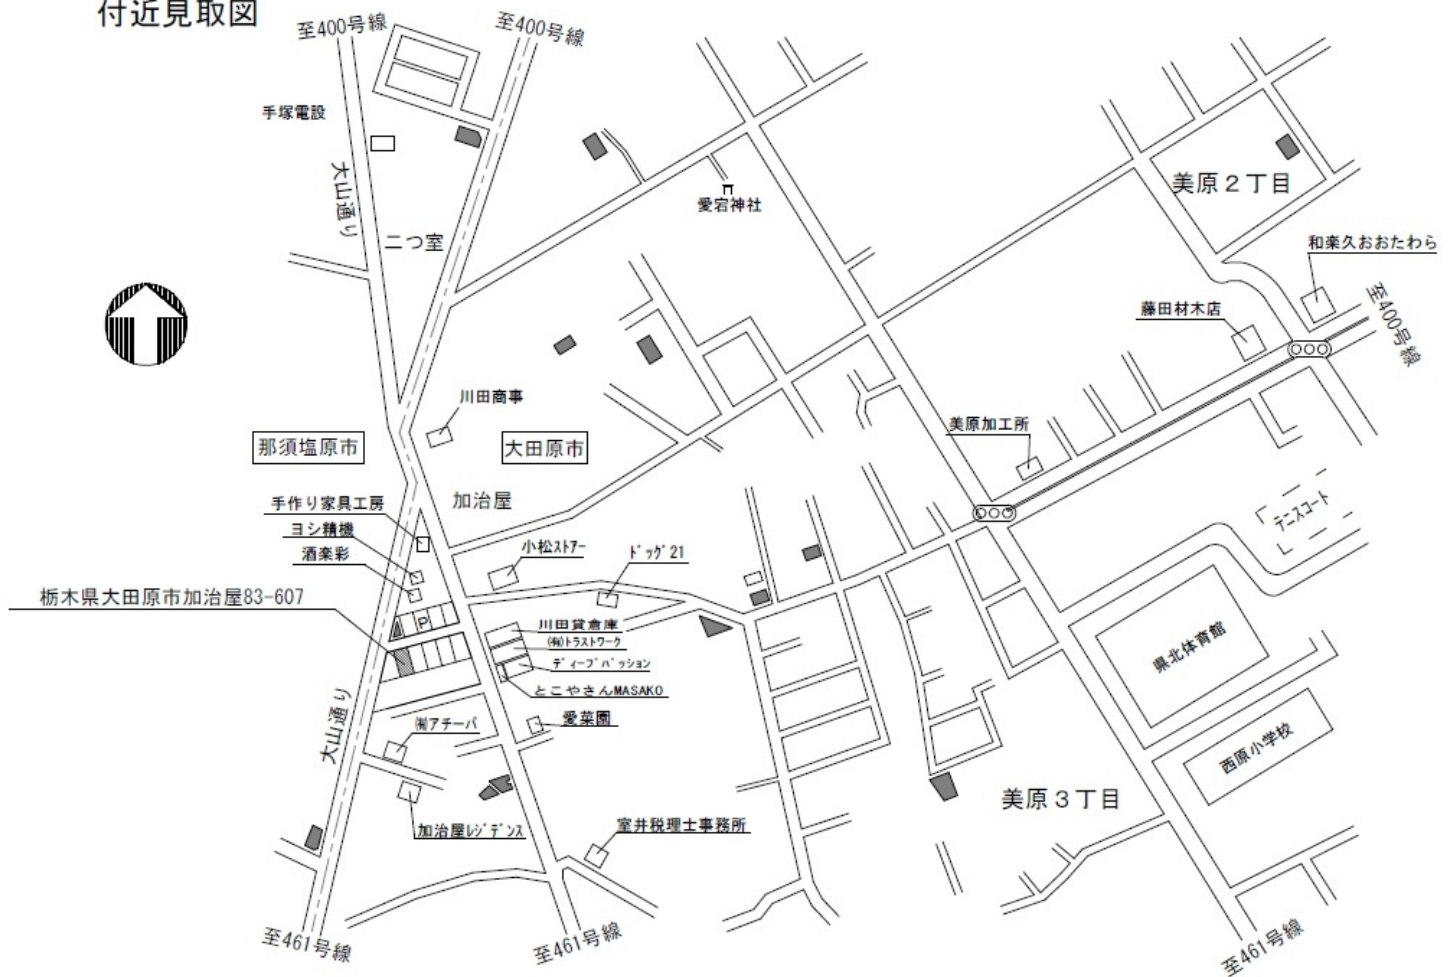 付近見取図
至400号線
至400号線
手塚電設
大山通り
二つ室
愛宕神社
美原２丁目
和楽久おおたわら
至400号線
藤田材木店
川田商事
美原加工所
那須塩原市
大田原市
加治屋
手作り家具工房
ヨシ精機
酒楽彩
栃木県大田原市加治屋83-607
P
小松ｽﾄｱｰ
ﾄﾞｯｸﾞ21
テニスコート
川田貸倉庫
㈲ﾄﾗｽﾄﾜｰｸ
ﾃﾞｨｰﾌﾟﾊﾟｯｼｮﾝ
とこやさんMASAKO
愛菜園
県北体育館
西原小学校
大山通り
㈲アチーバ
加治屋ﾚｼﾞﾃﾞﾝｽ
室井税理士事務所
美原３丁目
至461号線
至461号線
至461号線